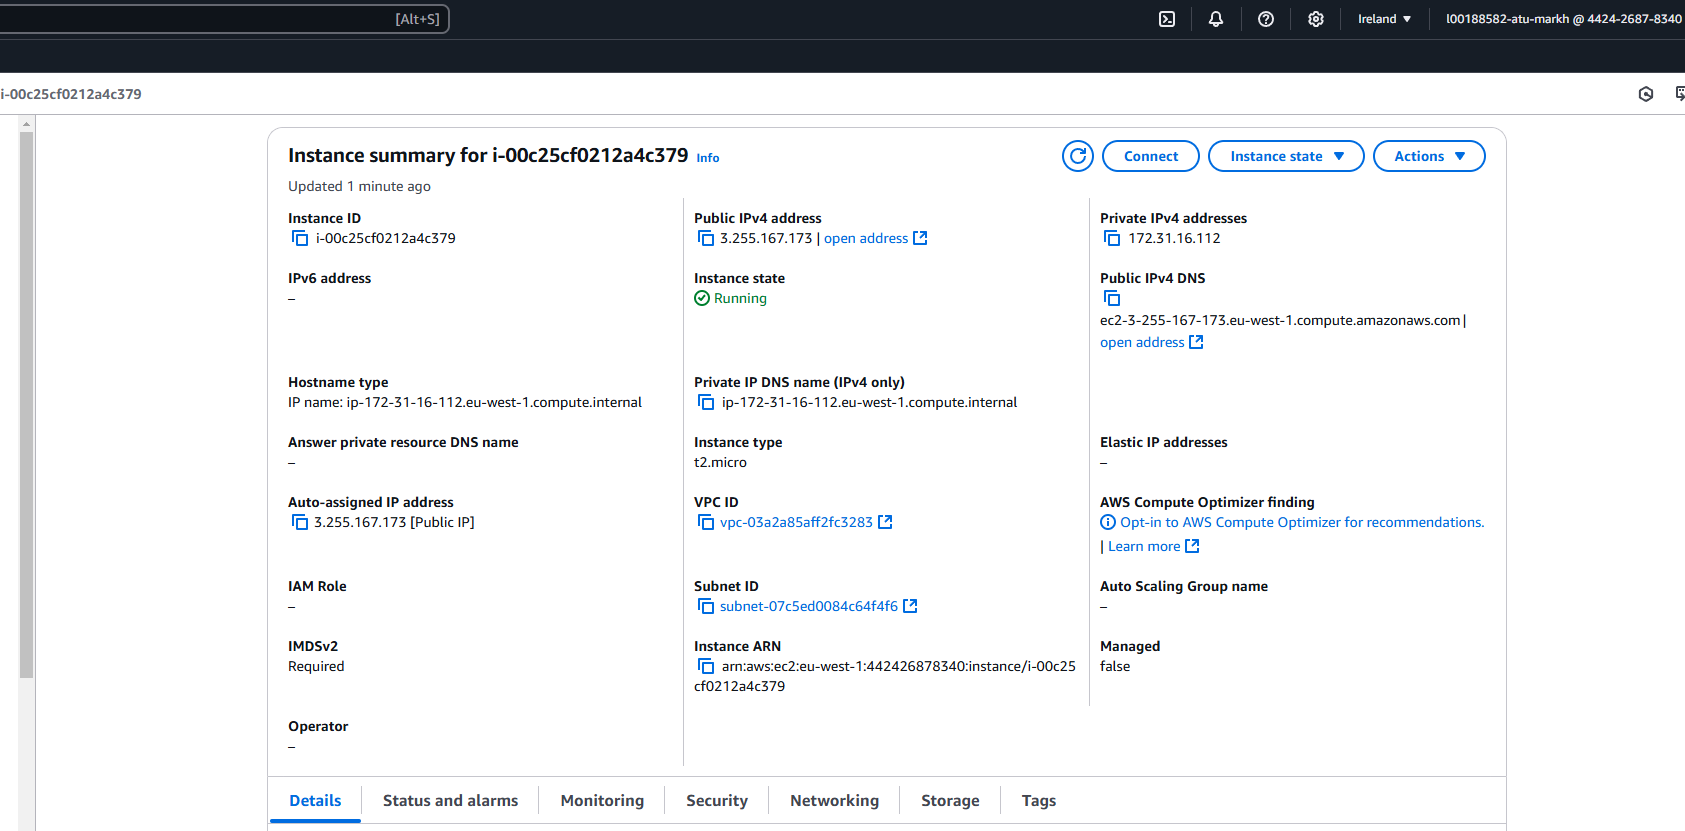 [Alt+S]
Ireland
l00188582-atu-markh @ 4424-2687-8340
i-00c25cf0212a4c379
Instance summary for i-00c25cf0212a4c379 Info
Connect
Instance state
Actions
Updated 1 minute ago
Instance ID
i-00c25cf0212a4c379
Public IPv4 address
3.255.167.173 | open address
Private IPv4 addresses
172.31.16.112
IPv6 address
–
Instance state
Running
Public IPv4 DNS
ec2-3-255-167-173.eu-west-1.compute.amazonaws.com |
open address
Hostname type
IP name: ip-172-31-16-112.eu-west-1.compute.internal
Private IP DNS name (IPv4 only)
ip-172-31-16-112.eu-west-1.compute.internal
Answer private resource DNS name
–
Instance type
t2.micro
Elastic IP addresses
–
Auto-assigned IP address
3.255.167.173 [Public IP]
VPC ID
vpc-03a2a85aff2fc3283
AWS Compute Optimizer finding
Opt-in to AWS Compute Optimizer for recommendations.
| Learn more
IAM Role
–
Subnet ID
subnet-07c5ed0084c64f4f6
Auto Scaling Group name
–
IMDSv2
Required
Instance ARN
arn:aws:ec2:eu-west-1:442426878340:instance/i-00c25
cf0212a4c379
Managed
false
Operator
–
Details
Status and alarms
Monitoring
Security
Networking
Storage
Tags